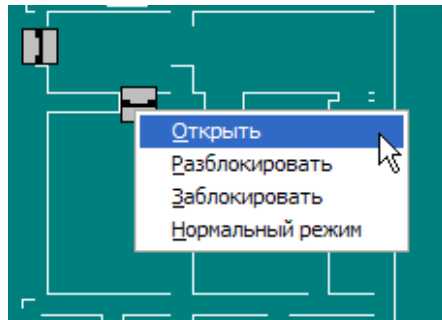 Открыть
Разблокировать
Заблокировать
Нормальный режим